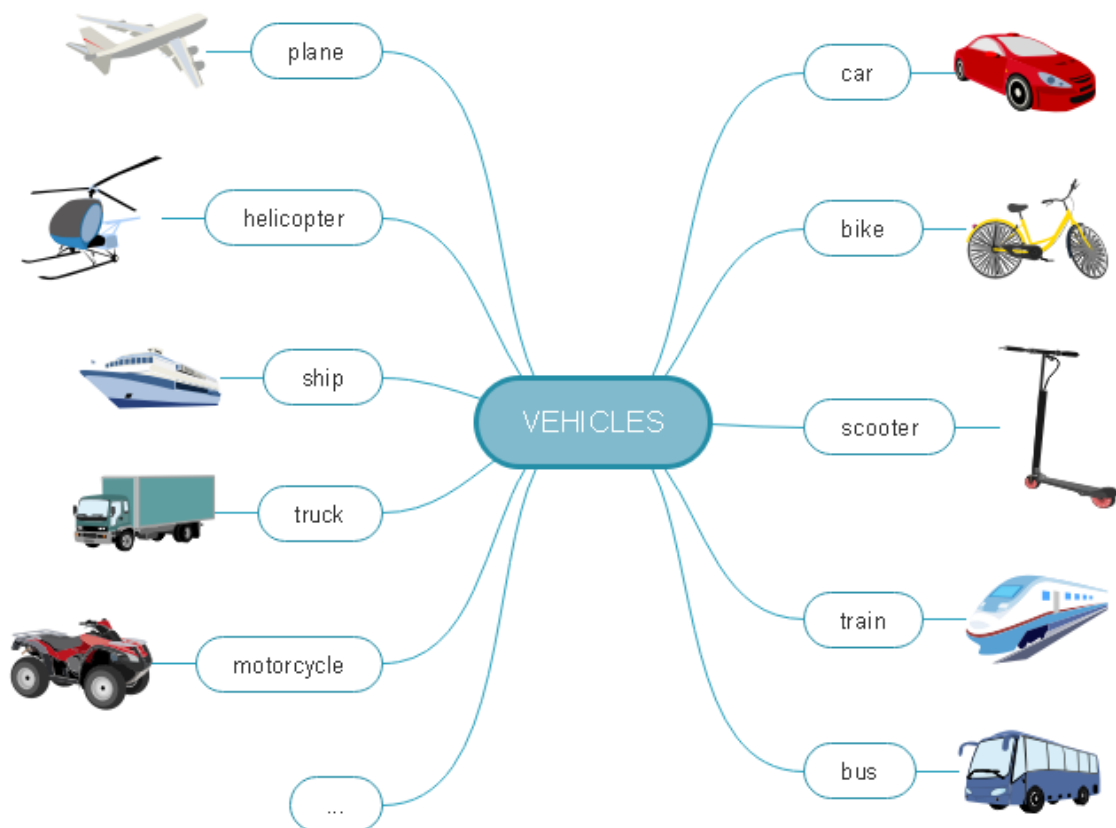 plane
car
helicopter
bike
ship
VEHICLES
scooter
truck
train
motorcycle
bus
...